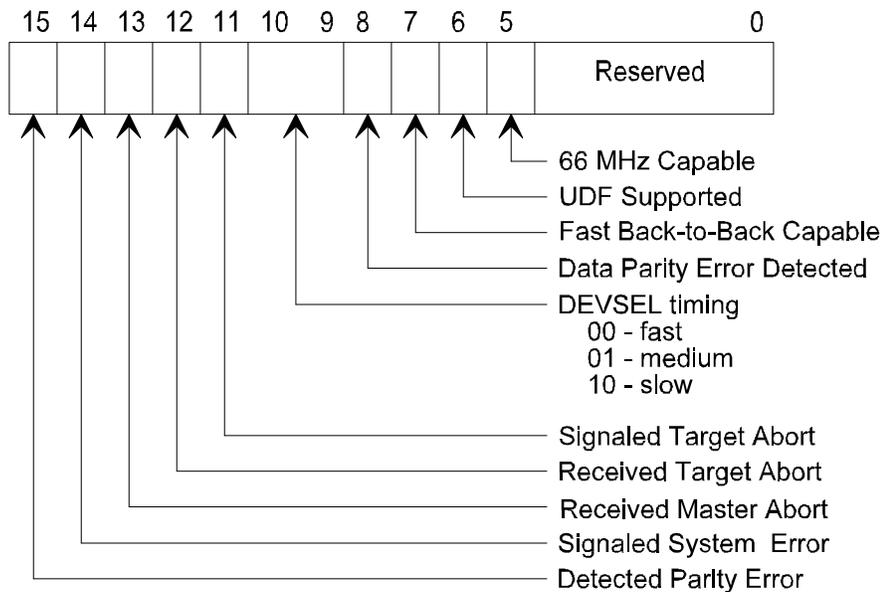 15 14 13 12 11 10 9 8 7 6 5 0
Reserved
66 MHz Capable
UDF Supported
Fast Back-to-Back Capable
Data Parity Error Detected
DEVSEL timing
00 - fast
01 - medium
10 - slow
Signaled Target Abort
Received Target Abort
Received Master Abort
Signaled System Error
Detected Parlty Error